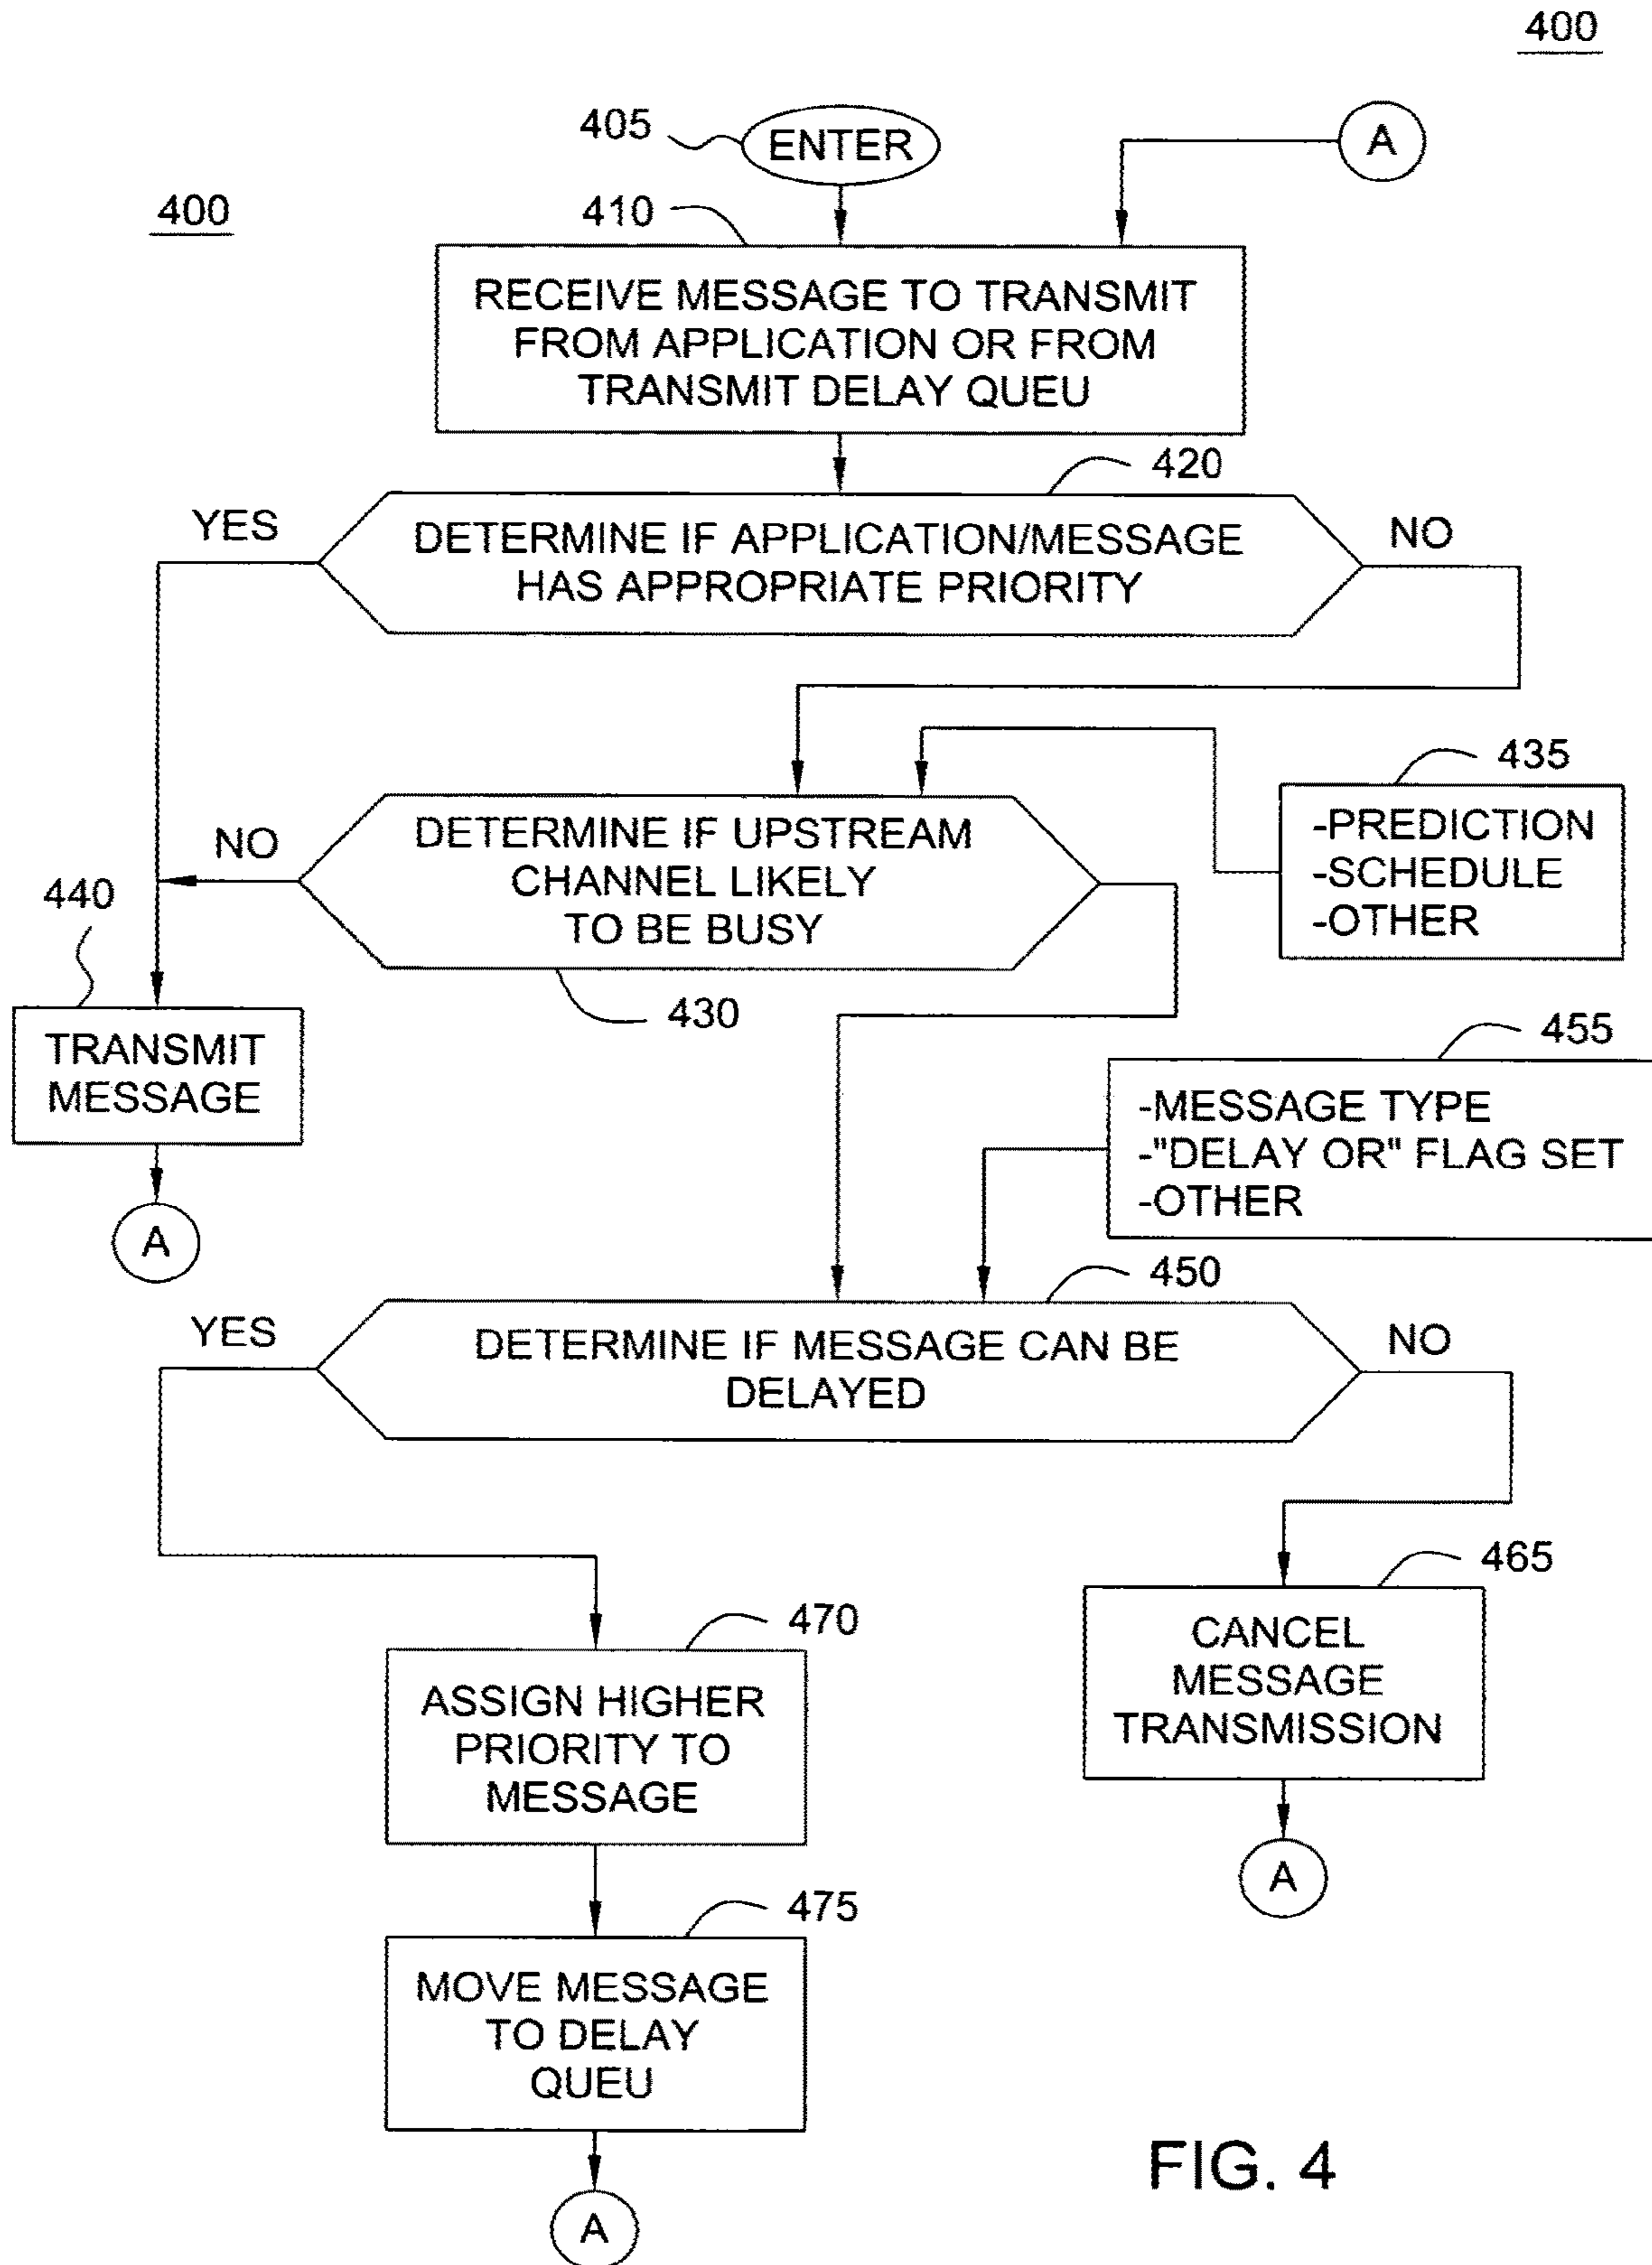 400
405
ENTER
A
400
410
RECEIVE MESSAGE TO TRANSMIT
FROM APPLICATION OR FROM
TRANSMIT DELAY QUEU
420
YES
DETERMINE IF APPLICATION/MESSAGE
HAS APPROPRIATE PRIORITY
NO
435
-PREDICTION
-SCHEDULE
-OTHER
NO
DETERMINE IF UPSTREAM
CHANNEL LIKELY
TO BE BUSY
430
440
TRANSMIT
MESSAGE
A
455
-MESSAGE TYPE
-"DELAY OR" FLAG SET
-OTHER
450
YES
DETERMINE IF MESSAGE CAN BE
DELAYED
NO
465
CANCEL
MESSAGE
TRANSMISSION
A
470
ASSIGN HIGHER
PRIORITY TO
MESSAGE
475
MOVE MESSAGE
TO DELAY
QUEU
A
FIG. 4